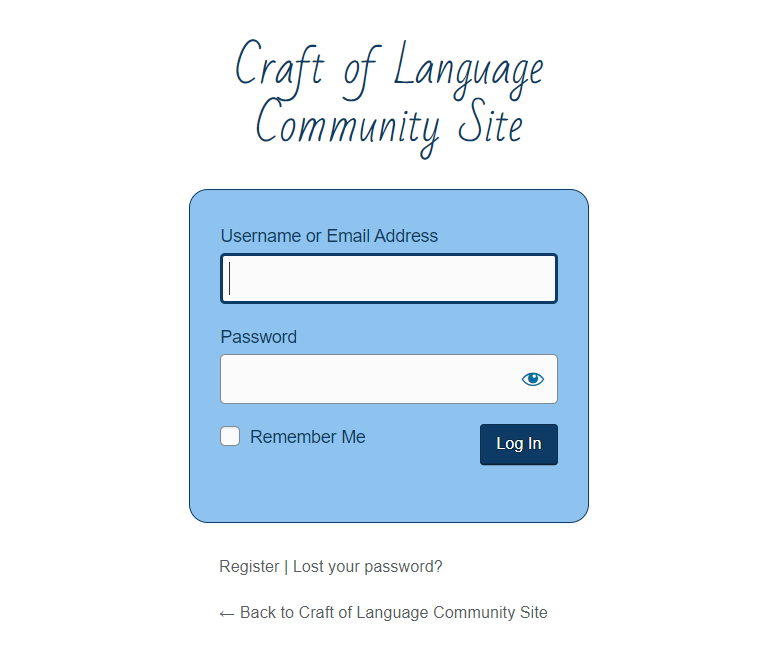 Craft of Language
Community Site
Username or Email Address
Password
Remember Me
Log In
Register | Lost your password?
← Back to Craft of Language Community Site